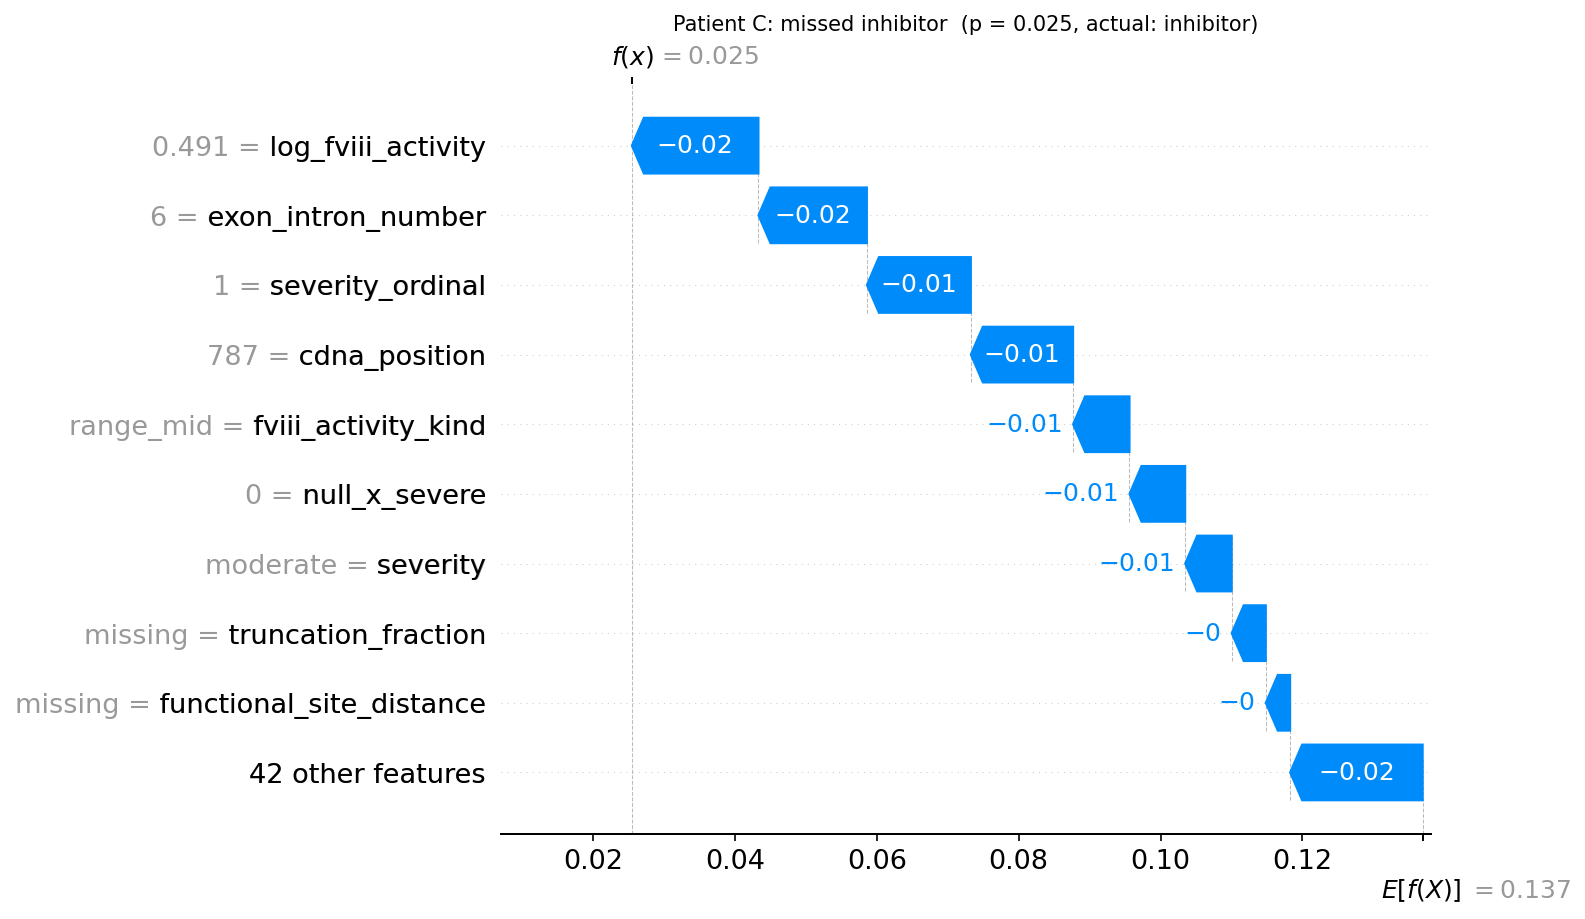 Patient C: missed inhibitor  (p = 0.025, actual: inhibitor)
f(x) = 0.025
0.491 = log_fviii_activity
−0.02
6 = exon_intron_number
−0.02
1 = severity_ordinal
−0.01
787 = cdna_position
−0.01
range_mid = fviii_activity_kind
−0.01
0 = null_x_severe
−0.01
moderate = severity
−0.01
missing = truncation_fraction
−0
missing = functional_site_distance
−0
42 other features
−0.02
0.02 0.04 0.06 0.08 0.10 0.12
E[f(X)] = 0.137